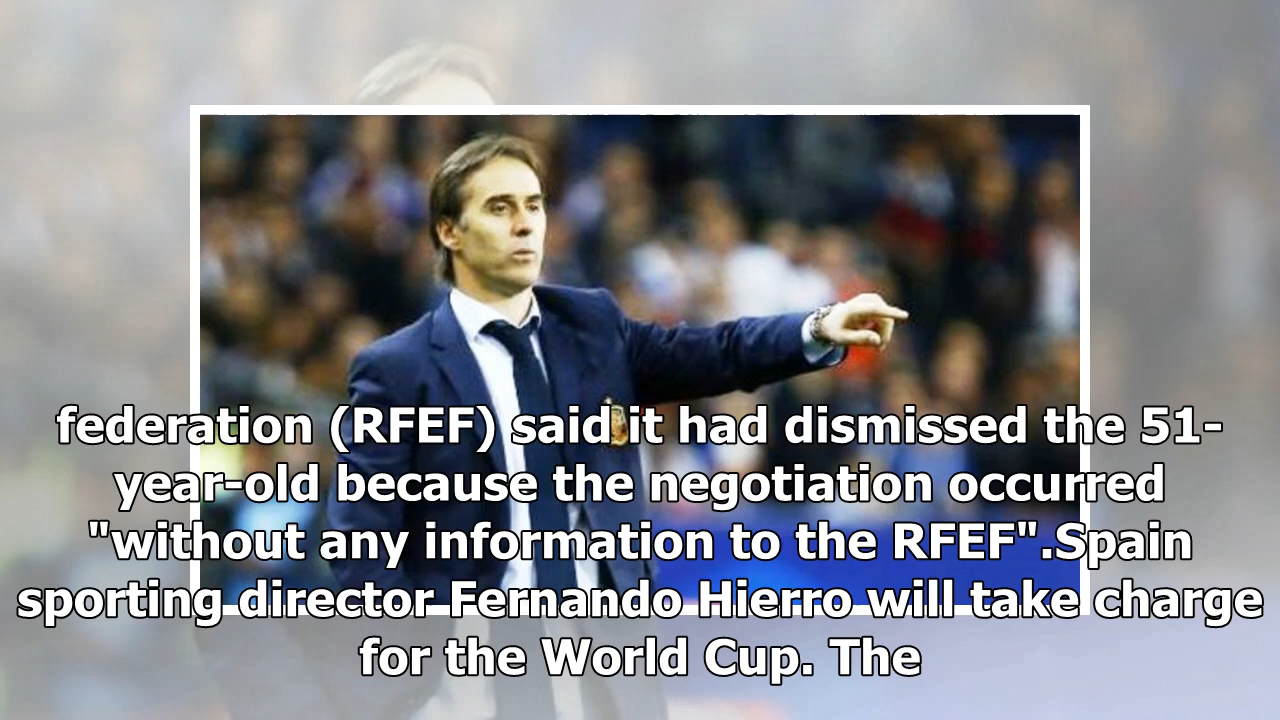 federation (RFEF) said it had dismissed the 51-
year-old because the negotiation occurred
"without any information to the RFEF".Spain
sporting director Fernando Hierro will take charge
for the World Cup. The